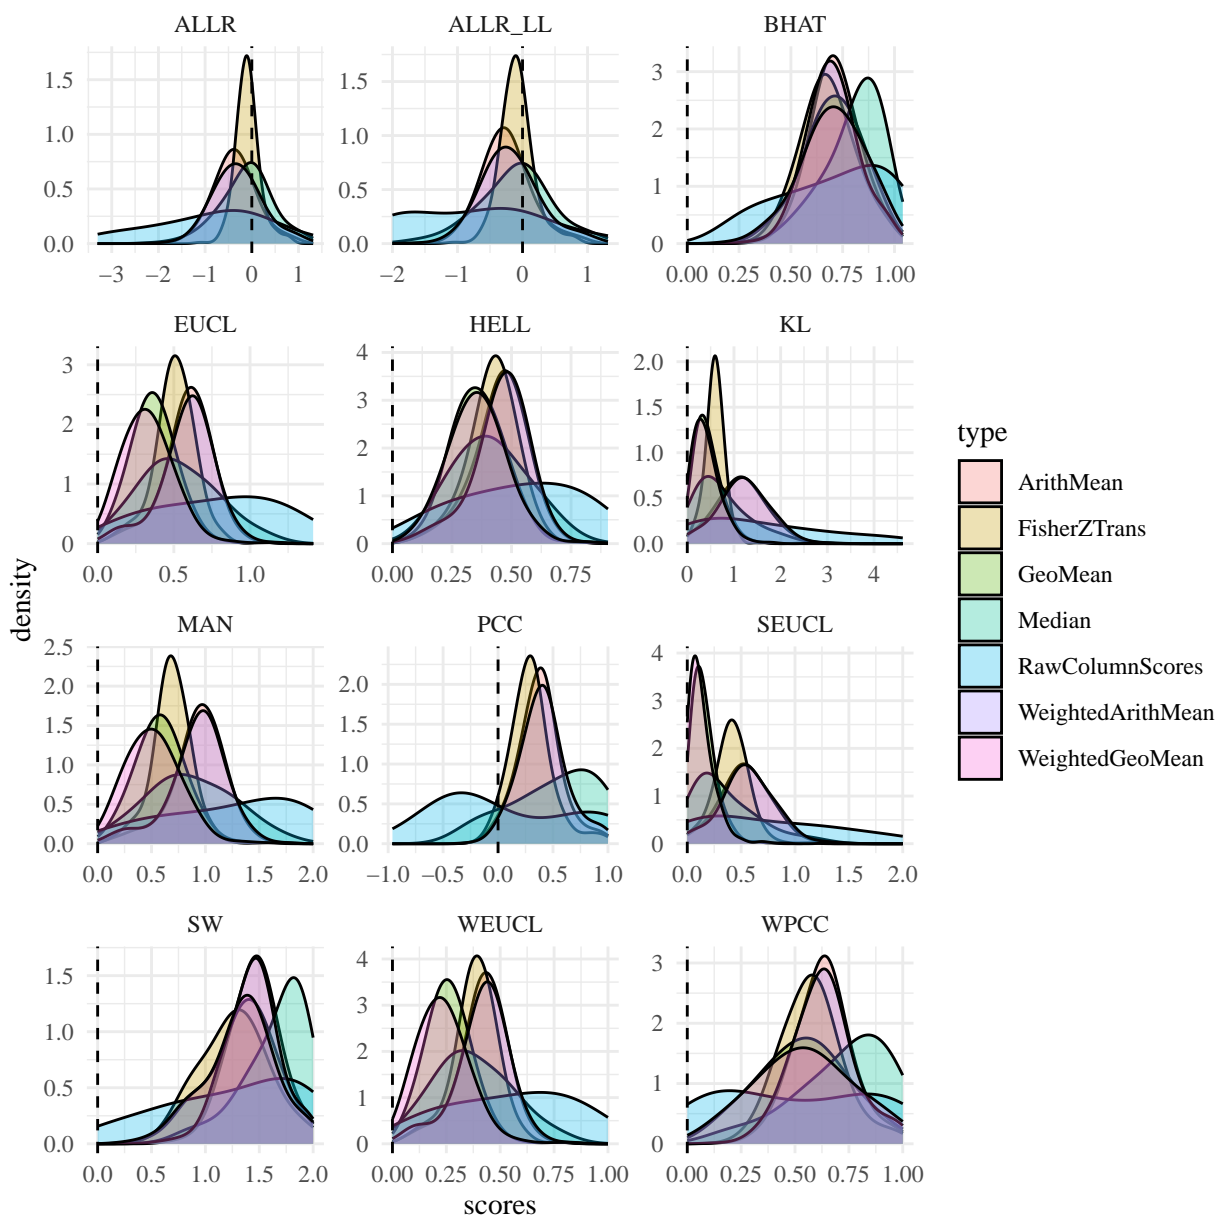 ALLR ALLR_LL BHAT
1.5 1.0 0.5 0.0
−3 −2 −1 0 1
1.5 1.0 0.5 0.0
−2 −1 0 1
3 2 1 0
0.00 0.25 0.50 0.75 1.00
EUCL HELL KL
3 2 1 0
0.0 0.5 1.0
4 3 2 1 0
0.00 0.25 0.50 0.75
2.0 1.5 1.0 0.5 0.0
0 1 2 3 4
MAN PCC SEUCL
2.5 2.0 1.5 1.0 0.5 0.0
0.0 0.5 1.0 1.5 2.0
2.0 1.5 1.0 0.5 0.0
−1.0 −0.5 0.0 0.5 1.0
4 3 2 1 0
0.0 0.5 1.0 1.5 2.0
SW WEUCL WPCC
1.5 1.0 0.5 0.0
0.0 0.5 1.0 1.5 2.0
4 3 2 1 0
0.00 0.25 0.50 0.75 1.00
3 2 1 0
0.00 0.25 0.50 0.75 1.00
density
scores
type
ArithMean
FisherZTrans
GeoMean
Median
RawColumnScores
WeightedArithMean
WeightedGeoMean